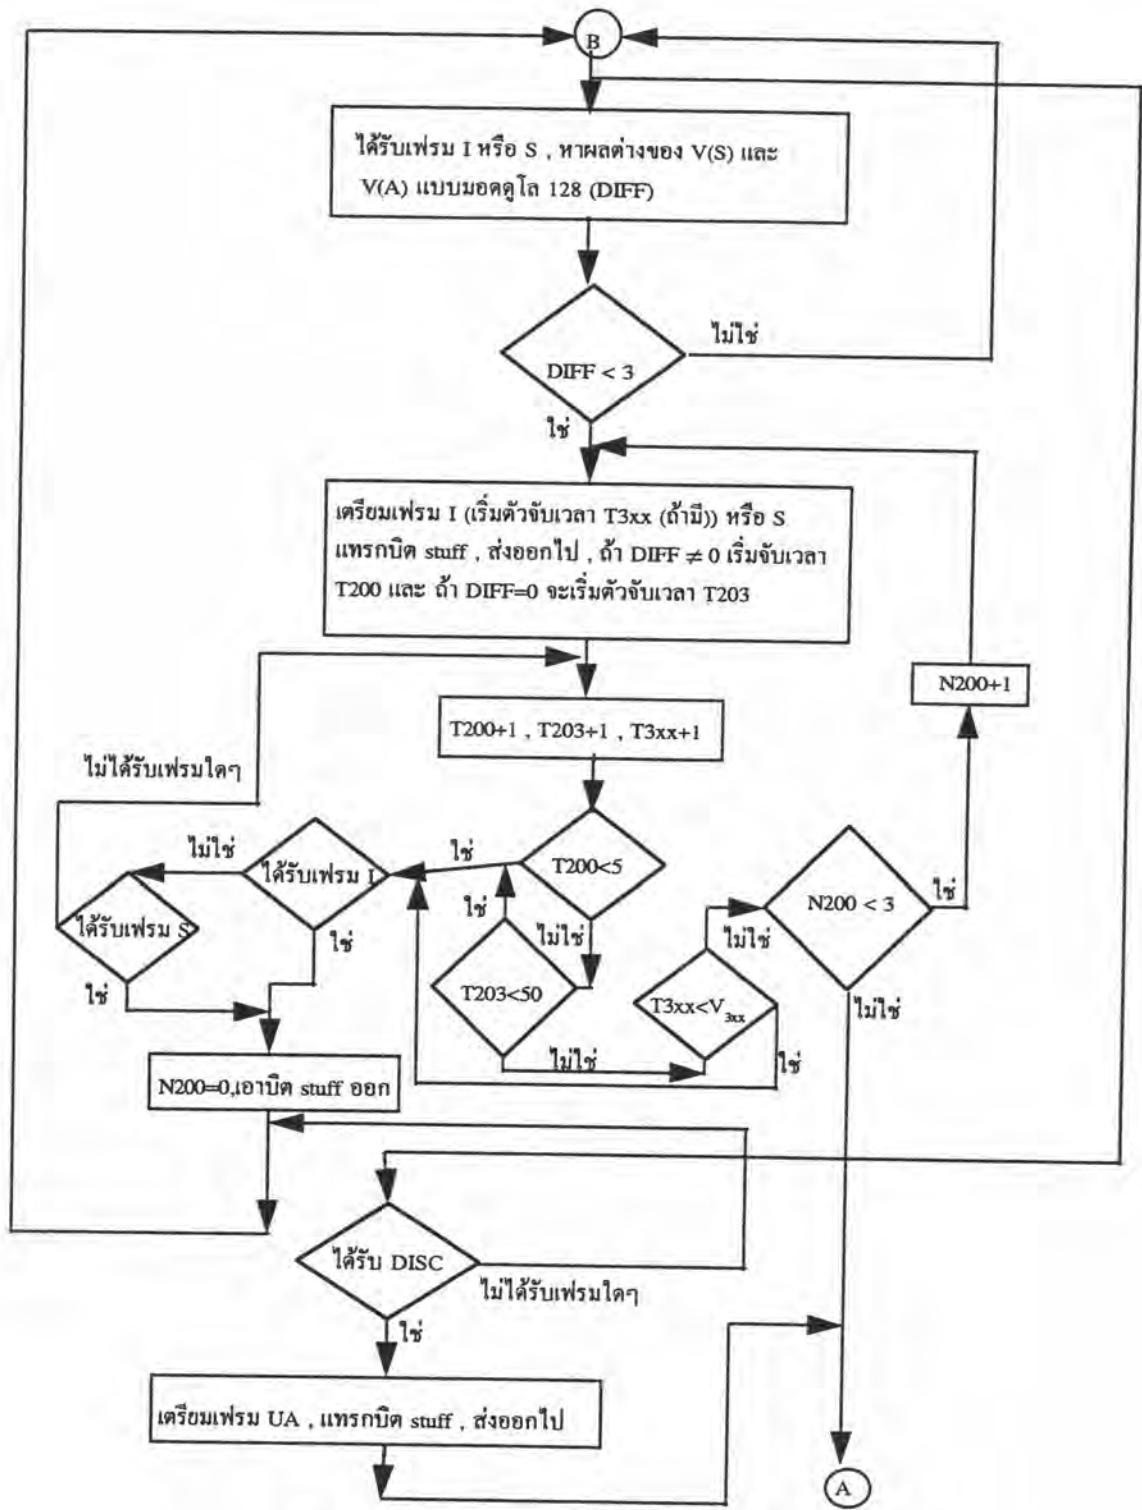 B
ได้รับเฟรม I หรือ S , หาผลต่างของ V(S) และ
V(A) แบบมอดดูโล 128 (DIFF)
ไม่ใช่
DIFF < 3
ใช่
เตรียมเฟรม I (เริ่มตัวจับเวลา T3xx (ถ้ามี)) หรือ S
แทรกบิต stuff , ส่งออกไป , ถ้า DIFF ≠ 0 เริ่มจับเวลา
T200 และ ถ้า DIFF=0 จะเริ่มตัวจับเวลา T203
N200+1
T200+1 , T203+1 , T3xx+1
ไม่ได้รับเฟรมใดๆ
ไม่ใช่
ใช่
T200<5
ได้รับเฟรม I
N200 < 3
ใช่
ได้รับเฟรม S
ใช่
ใช่
ไม่ใช่
ไม่ใช่
ใช่
T203<50
T3xx<V3xx
ไม่ใช่
ไม่ใช่
ใช่
N200=0,เอาบิต stuff ออก
ได้รับ DISC
ไม่ได้รับเฟรมใดๆ
ใช่
เตรียมเฟรม UA , แทรกบิต stuff , ส่งออกไป
A